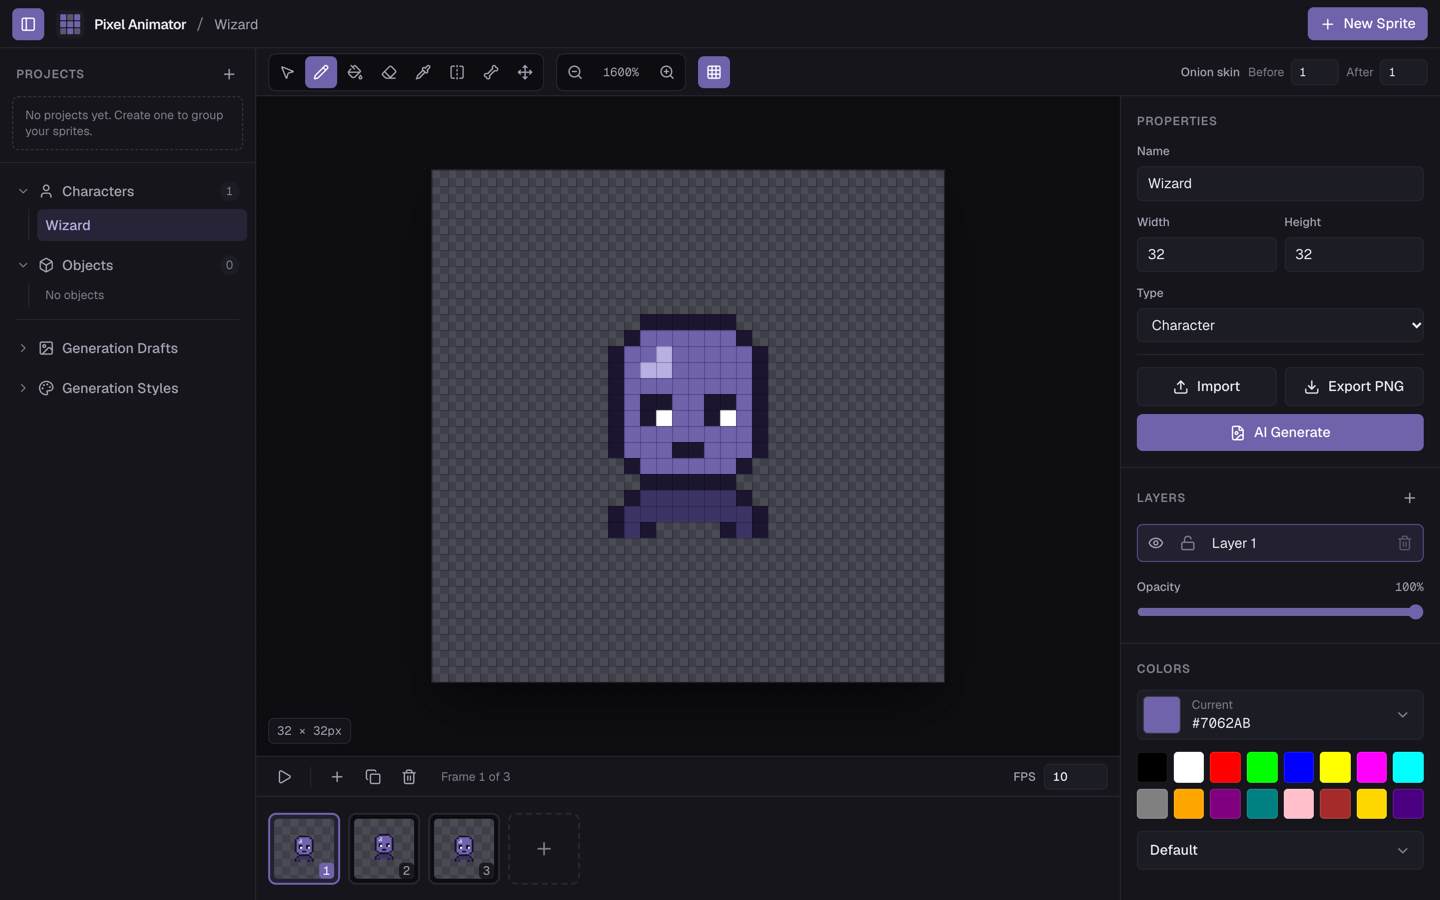 Pixel Animator / Wizard
New Sprite
PROJECTS
No projects yet. Create one to group
your sprites.
Characters 1
Wizard
Objects 0
No objects
Generation Drafts
Generation Styles
1600%
Onion skin Before 1 After 1
32 × 32px
Frame 1 of 3
FPS 10
1
2
3
PROPERTIES
Name
Wizard
Width Height
32 32
Type
Character
Import Export PNG
AI Generate
LAYERS
Layer 1
Opacity 100%
COLORS
Current
#7062AB
Default